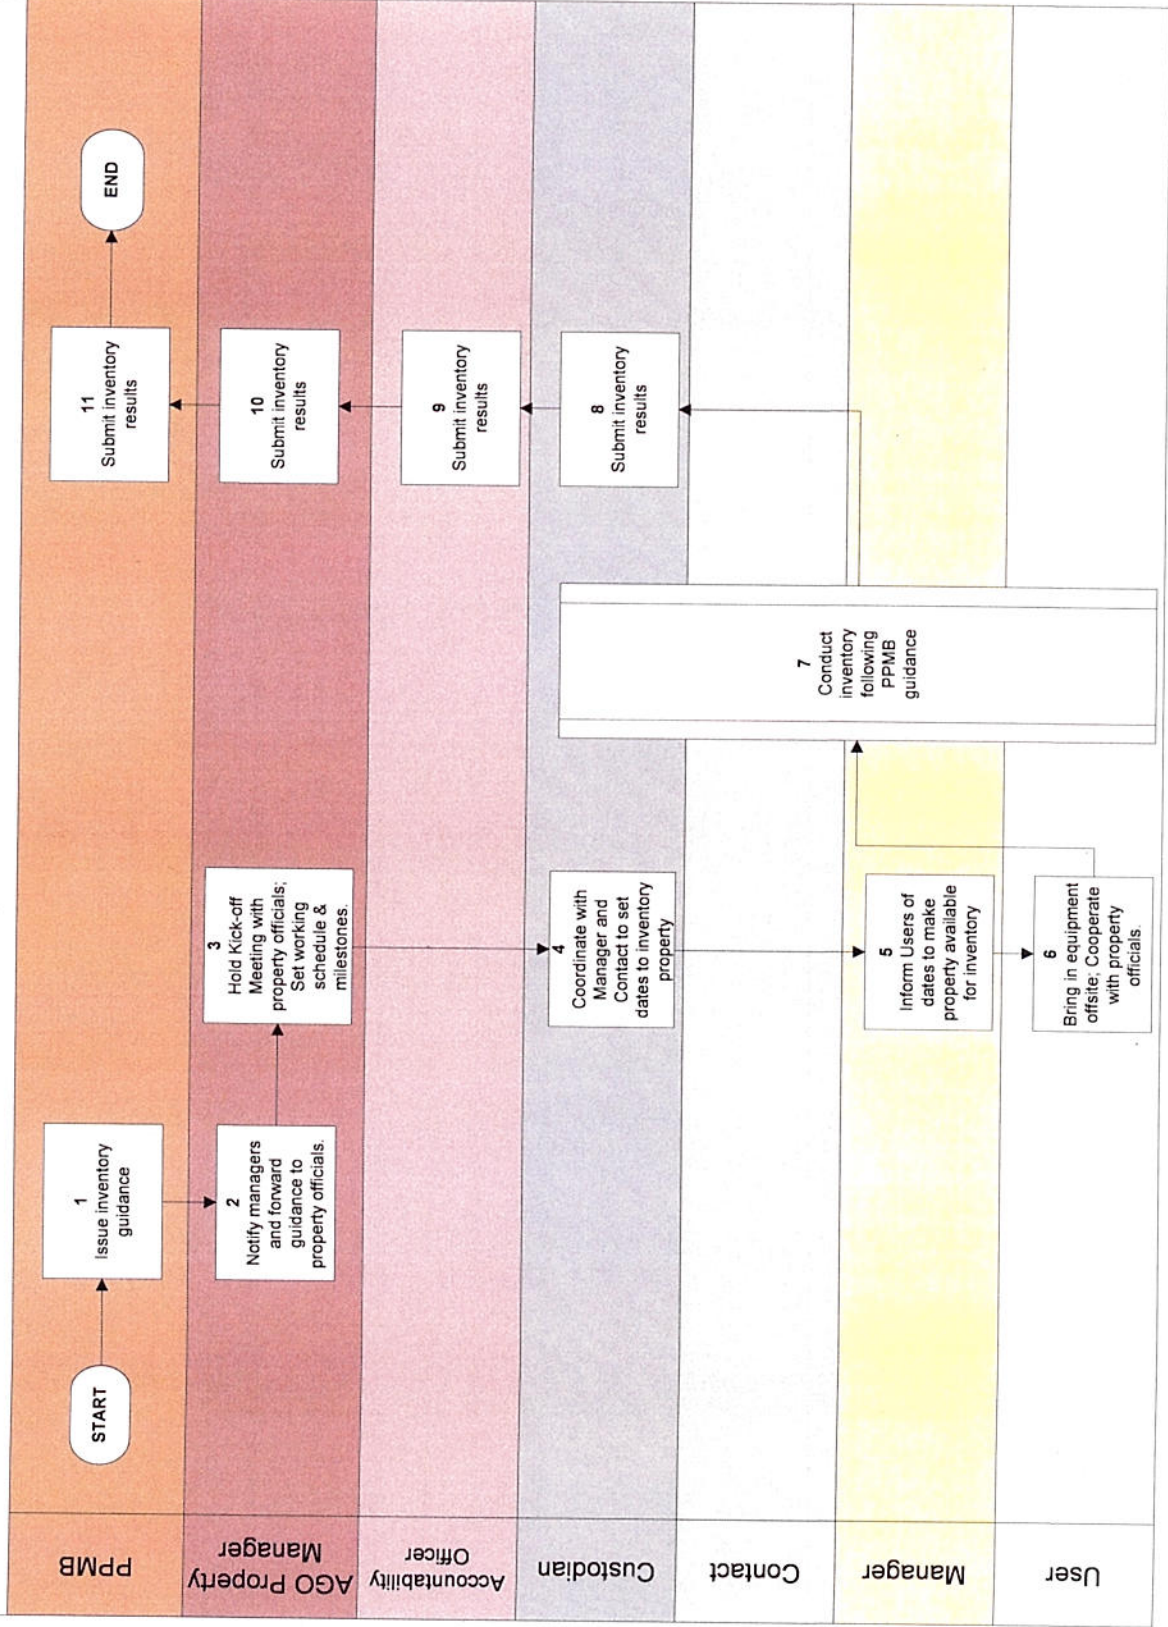 PPMB
AGO Property
Manager
Accountability
Officer
Custodian
Contact
Manager
User
START
1
Issue inventory
guidance
2
Notify managers
and forward
guidance to
property officials.
3
Hold Kick-off
Meeting with
property officials;
Set working
schedule &
milestones.
4
Coordinate with
Manager and
Contact to set
dates to inventory
property
5
Inform Users of
dates to make
property available
for inventory
6
Bring in equipment
offsite; Cooperate
with property
officials.
7
Conduct
inventory
following
PPMB
guidance
8
Submit inventory
results
9
Submit inventory
results
10
Submit inventory
results
11
Submit inventory
results
END